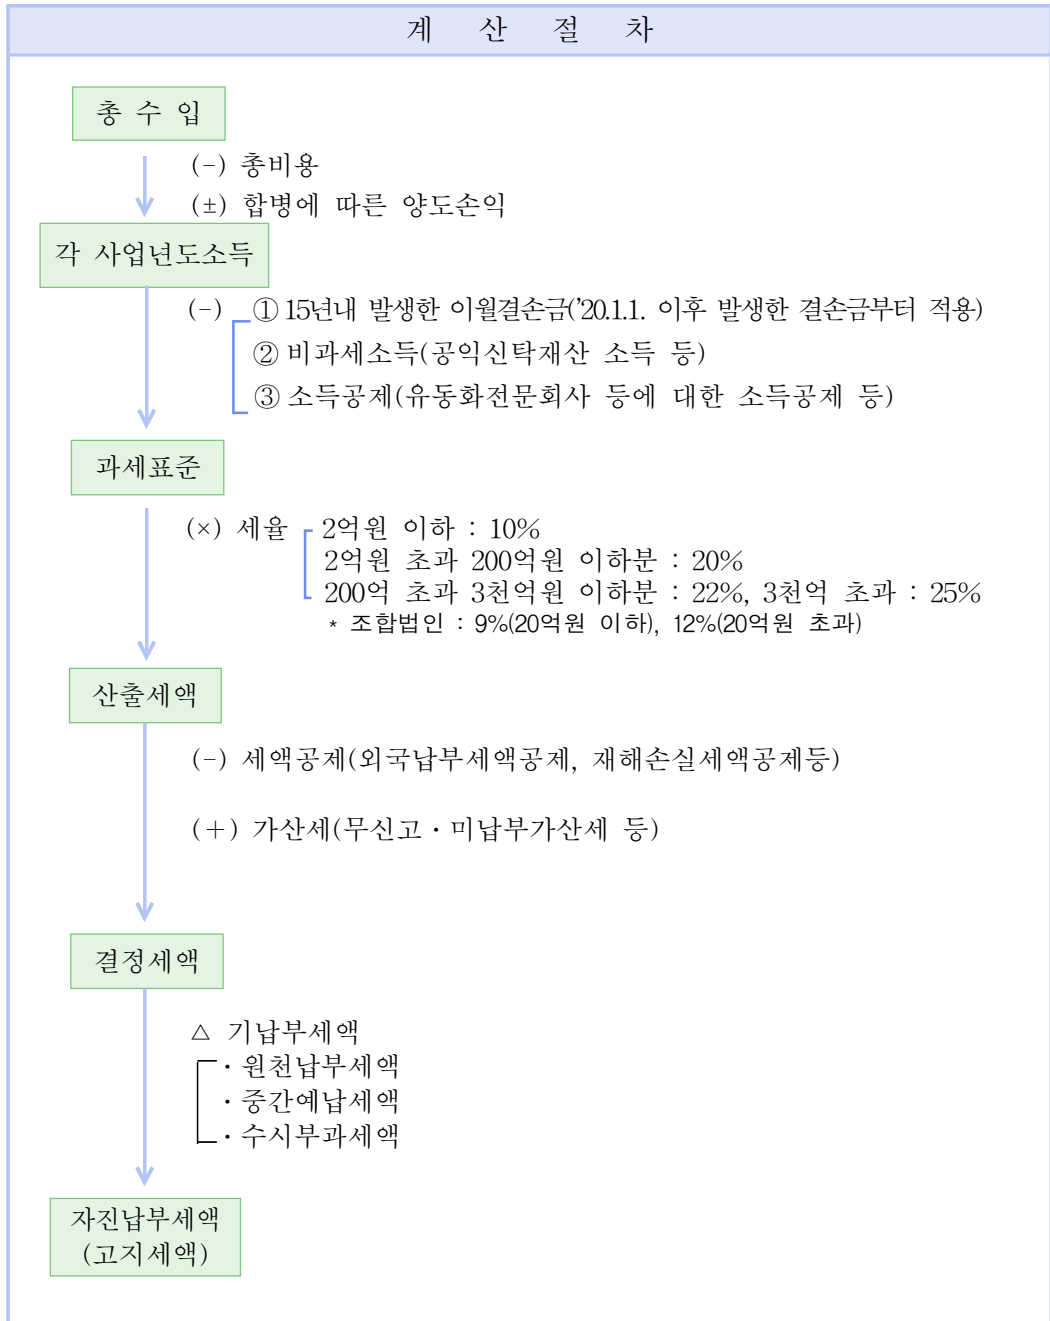 계 산 절 차
총 수 입
(-) 총비용
(±) 합병에 따른 양도손익
각 사업년도소득
(-) ① 15년내 발생한 이월결손금('20.1.1. 이후 발생한 결손금부터 적용)
② 비과세소득(공익신탁재산 소득 등)
③ 소득공제(유동화전문회사 등에 대한 소득공제 등)
과세표준
(×) 세율 2억원 이하 : 10%
2억원 초과 200억원 이하분 : 20%
200억 초과 3천억원 이하분 : 22%, 3천억 초과 : 25%
* 조합법인 : 9%(20억원 이하), 12%(20억원 초과)
산출세액
(-) 세액공제(외국납부세액공제, 재해손실세액공제등)
(+) 가산세(무신고·미납부가산세 등)
결정세액
△ 기납부세액
·원천납부세액
·중간예납세액
·수시부과세액
자진납부세액
(고지세액)